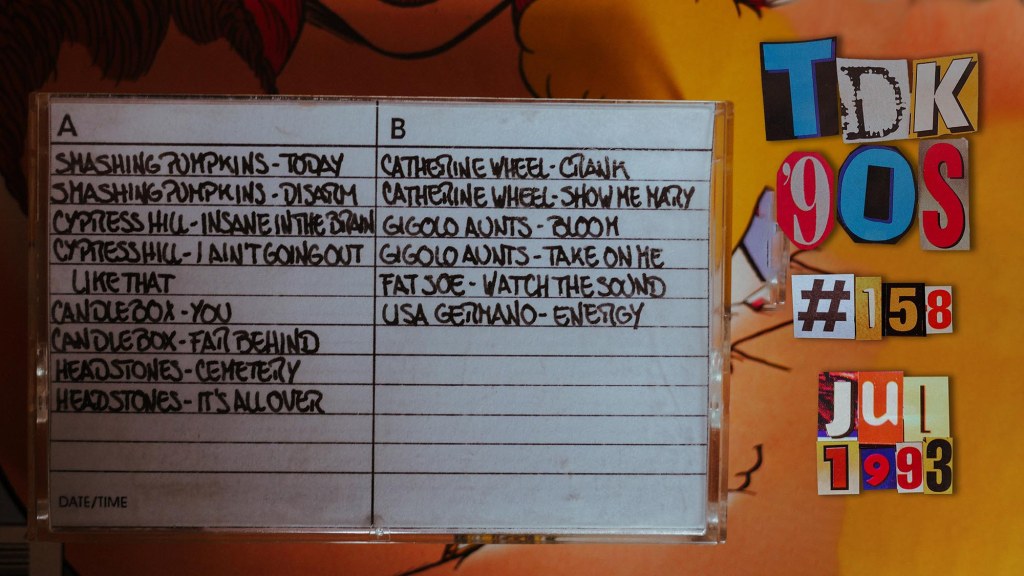 A
SMASHING PUMPKINS - TODAY
SMASHING PUMPKINS - DISARM
CYPRESS HILL - INSANE IN THE BRAIN
CYPRESS HILL - I AIN'T GOING OUT
LIKE THAT
CANDLEBOX - YOU
CANDLEBOX - FAR BEHIND
HEADSTONES - CEMETERY
HEADSTONES - IT'S ALL OVER
DATE/TIME
B
CATHERINE WHEEL - CRANK
CATHERINE WHEEL - SHOW ME MARY
GIGOLO AUNTS - BLOOM
GIGOLO AUNTS - TAKE ON ME
FAT JOE - WATCH THE SOUND
LISA GERMANO - ENERGY
TDK
'90S
#158
JUL
1993